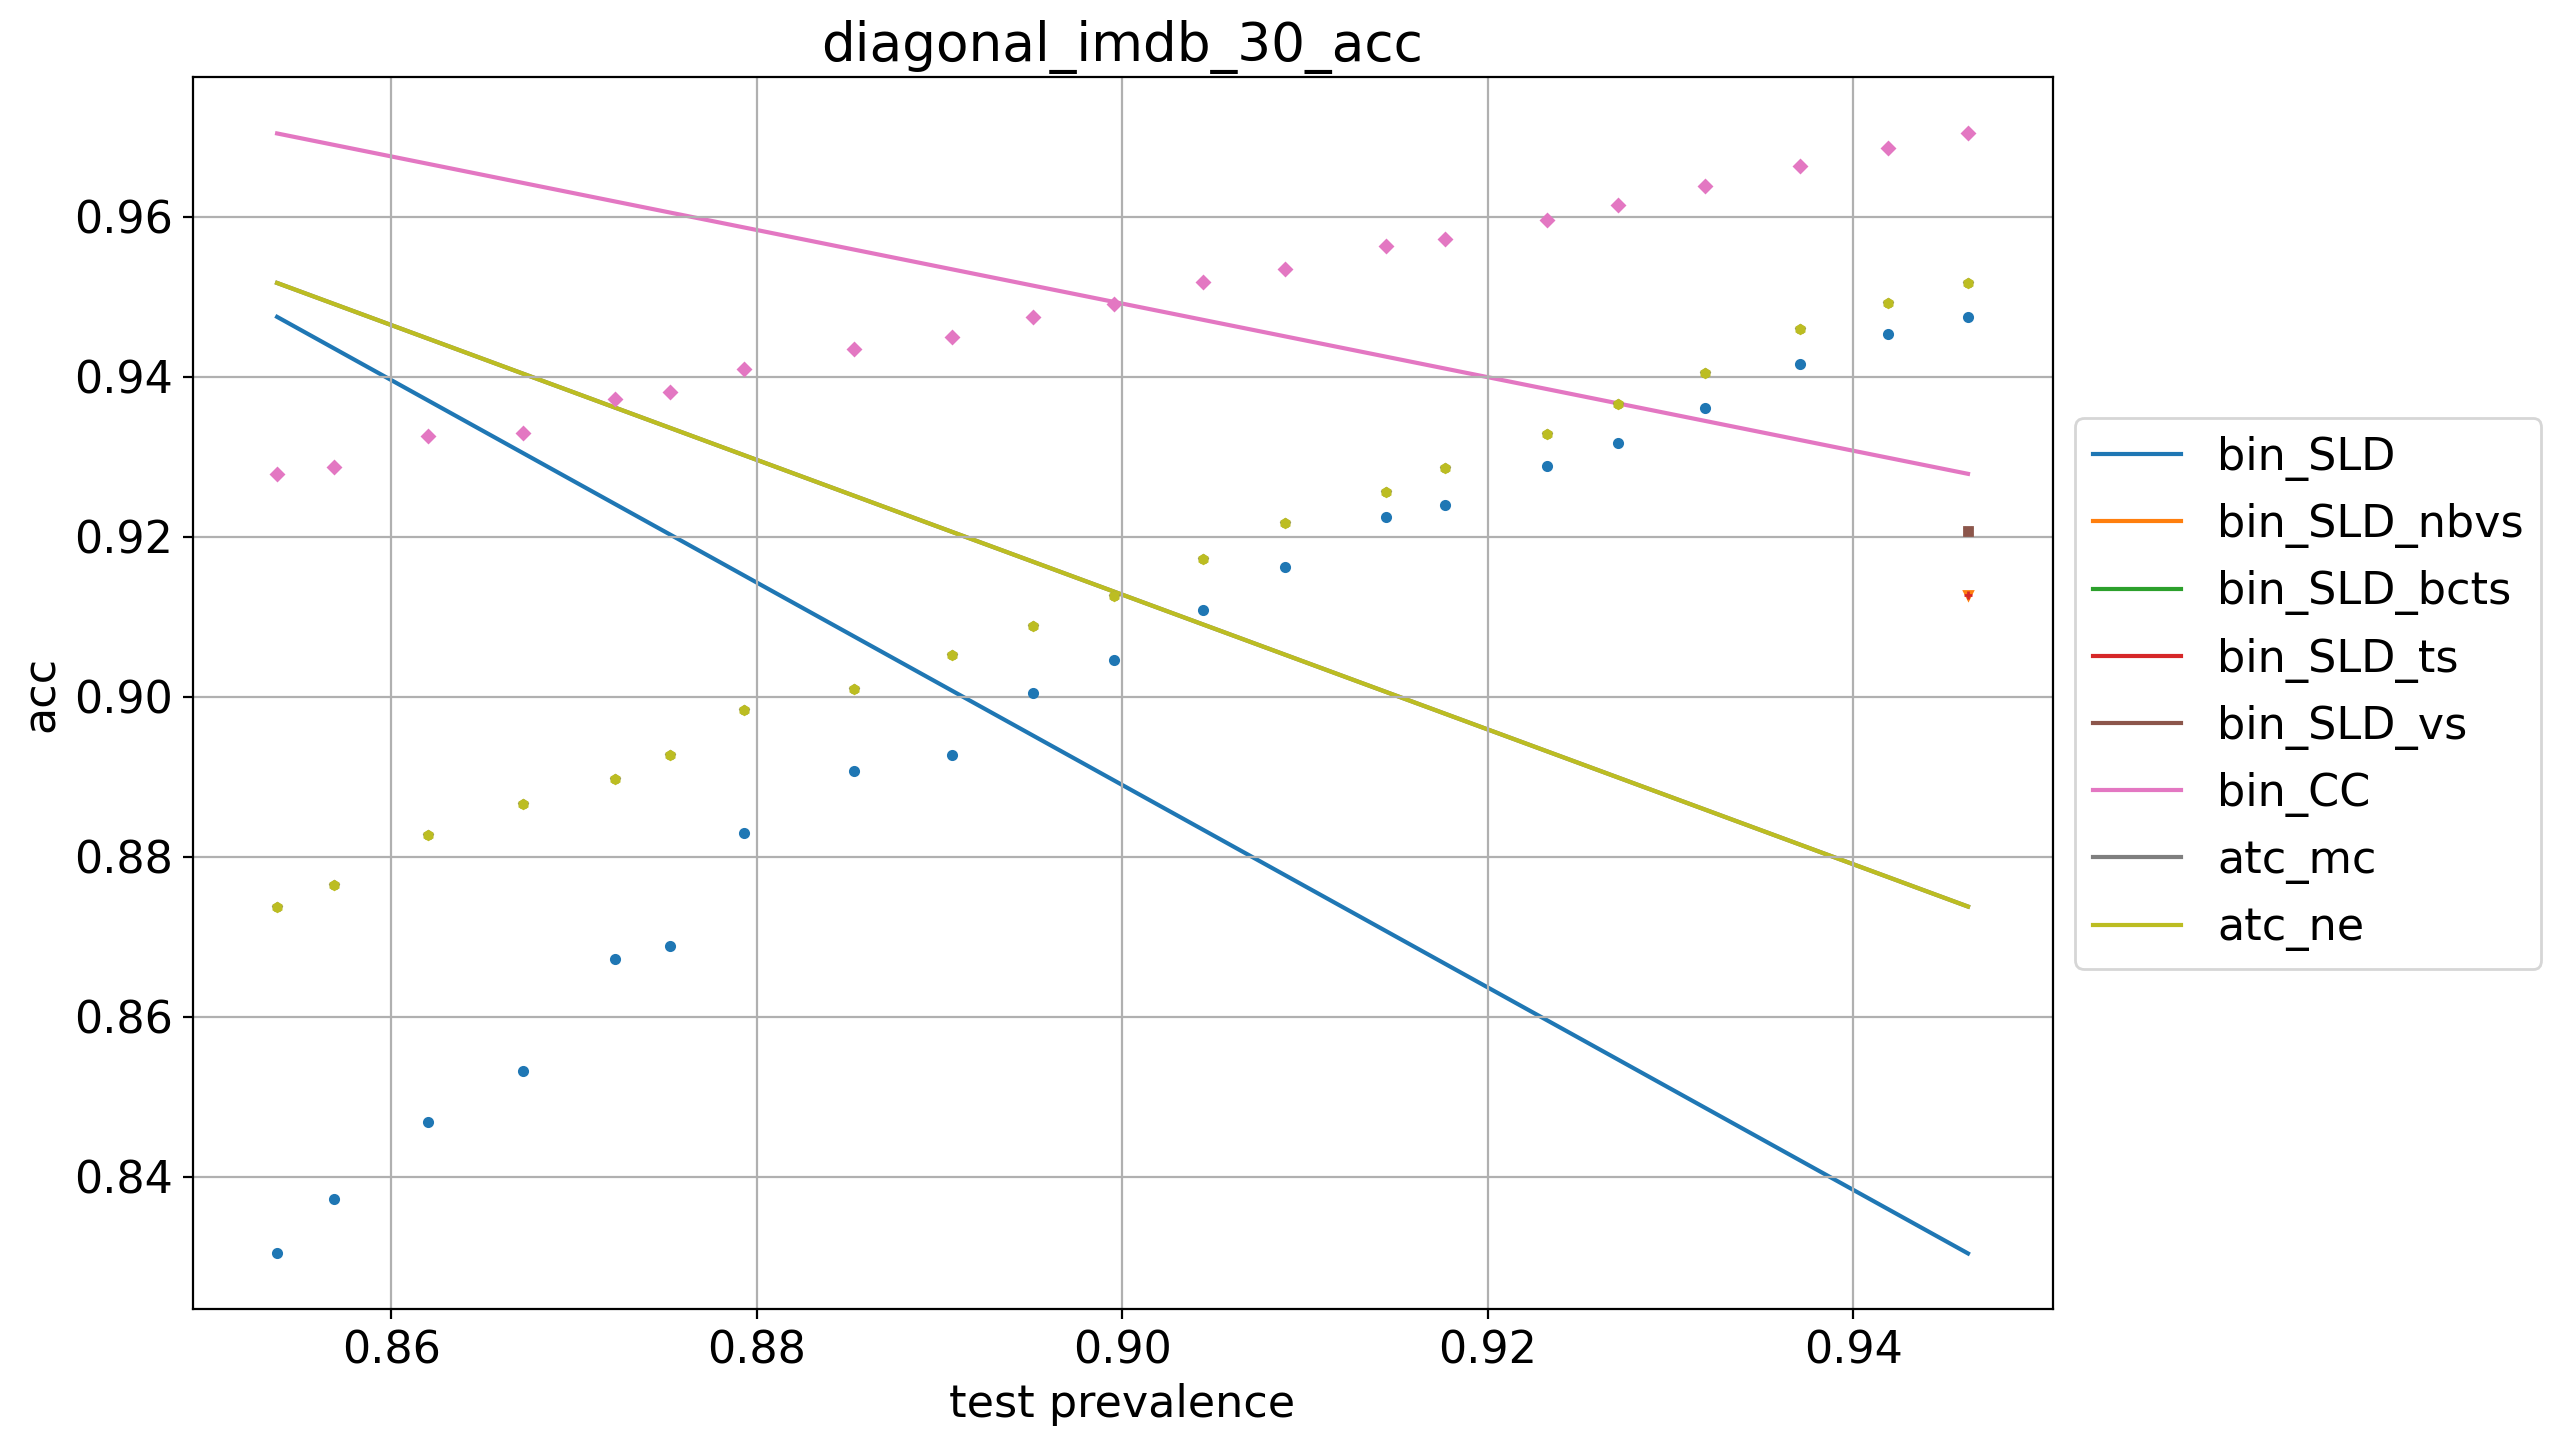 diagonal_imdb_30_acc
acc
0.96
0.94
0.92
0.90
0.88
0.86
0.84
0.86 0.88 0.90 0.92 0.94
test prevalence
bin_SLD
bin_SLD_nbvs
bin_SLD_bcts
bin_SLD_ts
bin_SLD_vs
bin_CC
atc_mc
atc_ne